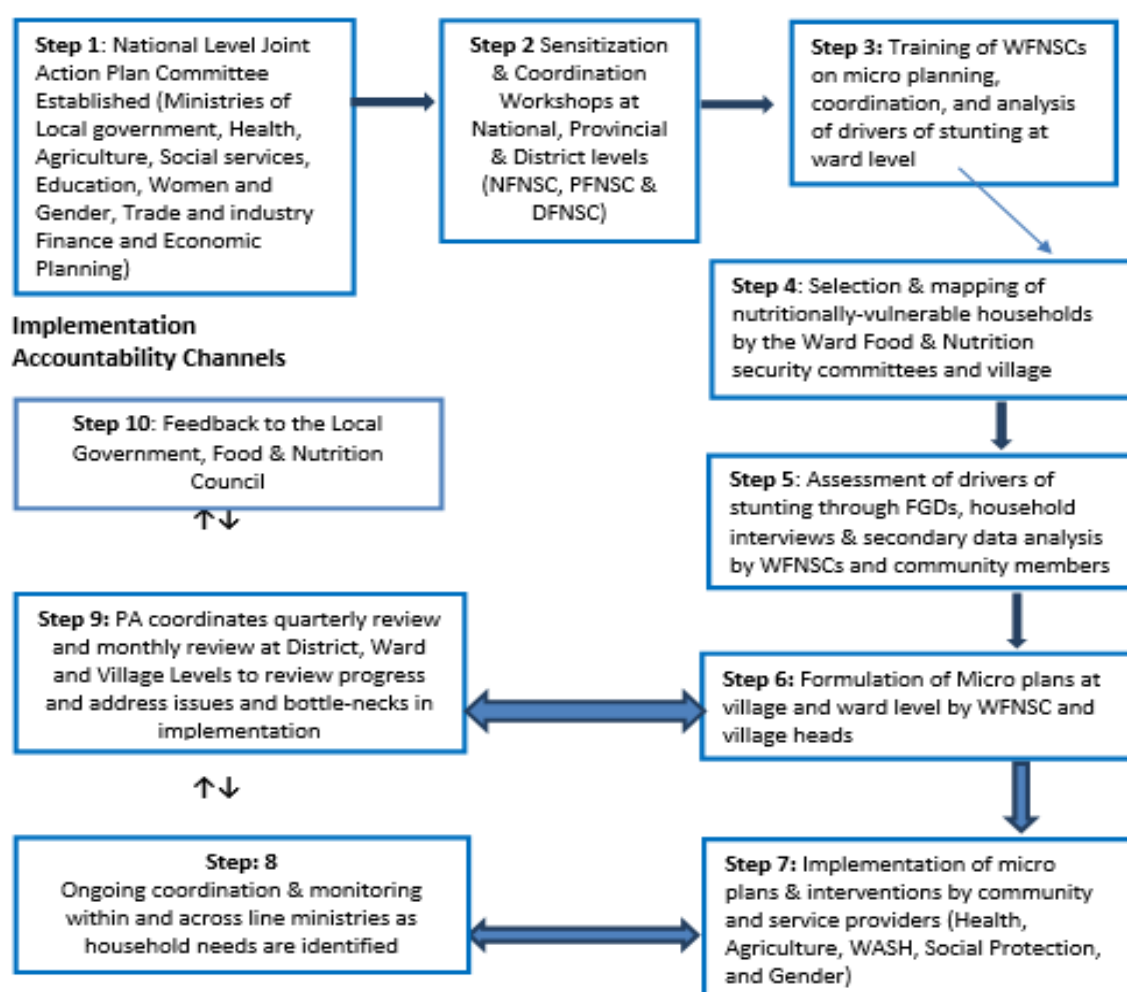 Step 1: National Level Joint
Action Plan Committee
Established (Ministries of
Local government, Health,
Agriculture, Social services,
Education, Women and
Gender, Trade and industry
Finance and Economic
Planning)
Step 2 Sensitization
& Coordination
Workshops at
National, Provincial
& District levels
(NFNSC, PFNSC &
DFNSC)
Step 3: Training of WFNSCs
on micro planning,
coordination, and analysis
of drivers of stunting at
ward level
Step 4: Selection & mapping of
nutritionally-vulnerable households
by the Ward Food & Nutrition
security committees and village
Implementation
Accountability Channels
Step 10: Feedback to the Local
Government, Food & Nutrition
Council
↑↓
Step 5: Assessment of drivers of
stunting through FGDs, household
interviews & secondary data analysis
by WFNSCs and community members
Step 9: PA coordinates quarterly review
and monthly review at District, Ward
and Village Levels to review progress
and address issues and bottle-necks in
implementation
↑↓
Step 6: Formulation of Micro plans at
village and ward level by WFNSC and
village heads
Step: 8
Ongoing coordination & monitoring
within and across line ministries as
household needs are identified
Step 7: Implementation of micro
plans & interventions by community
and service providers (Health,
Agriculture, WASH, Social Protection,
and Gender)